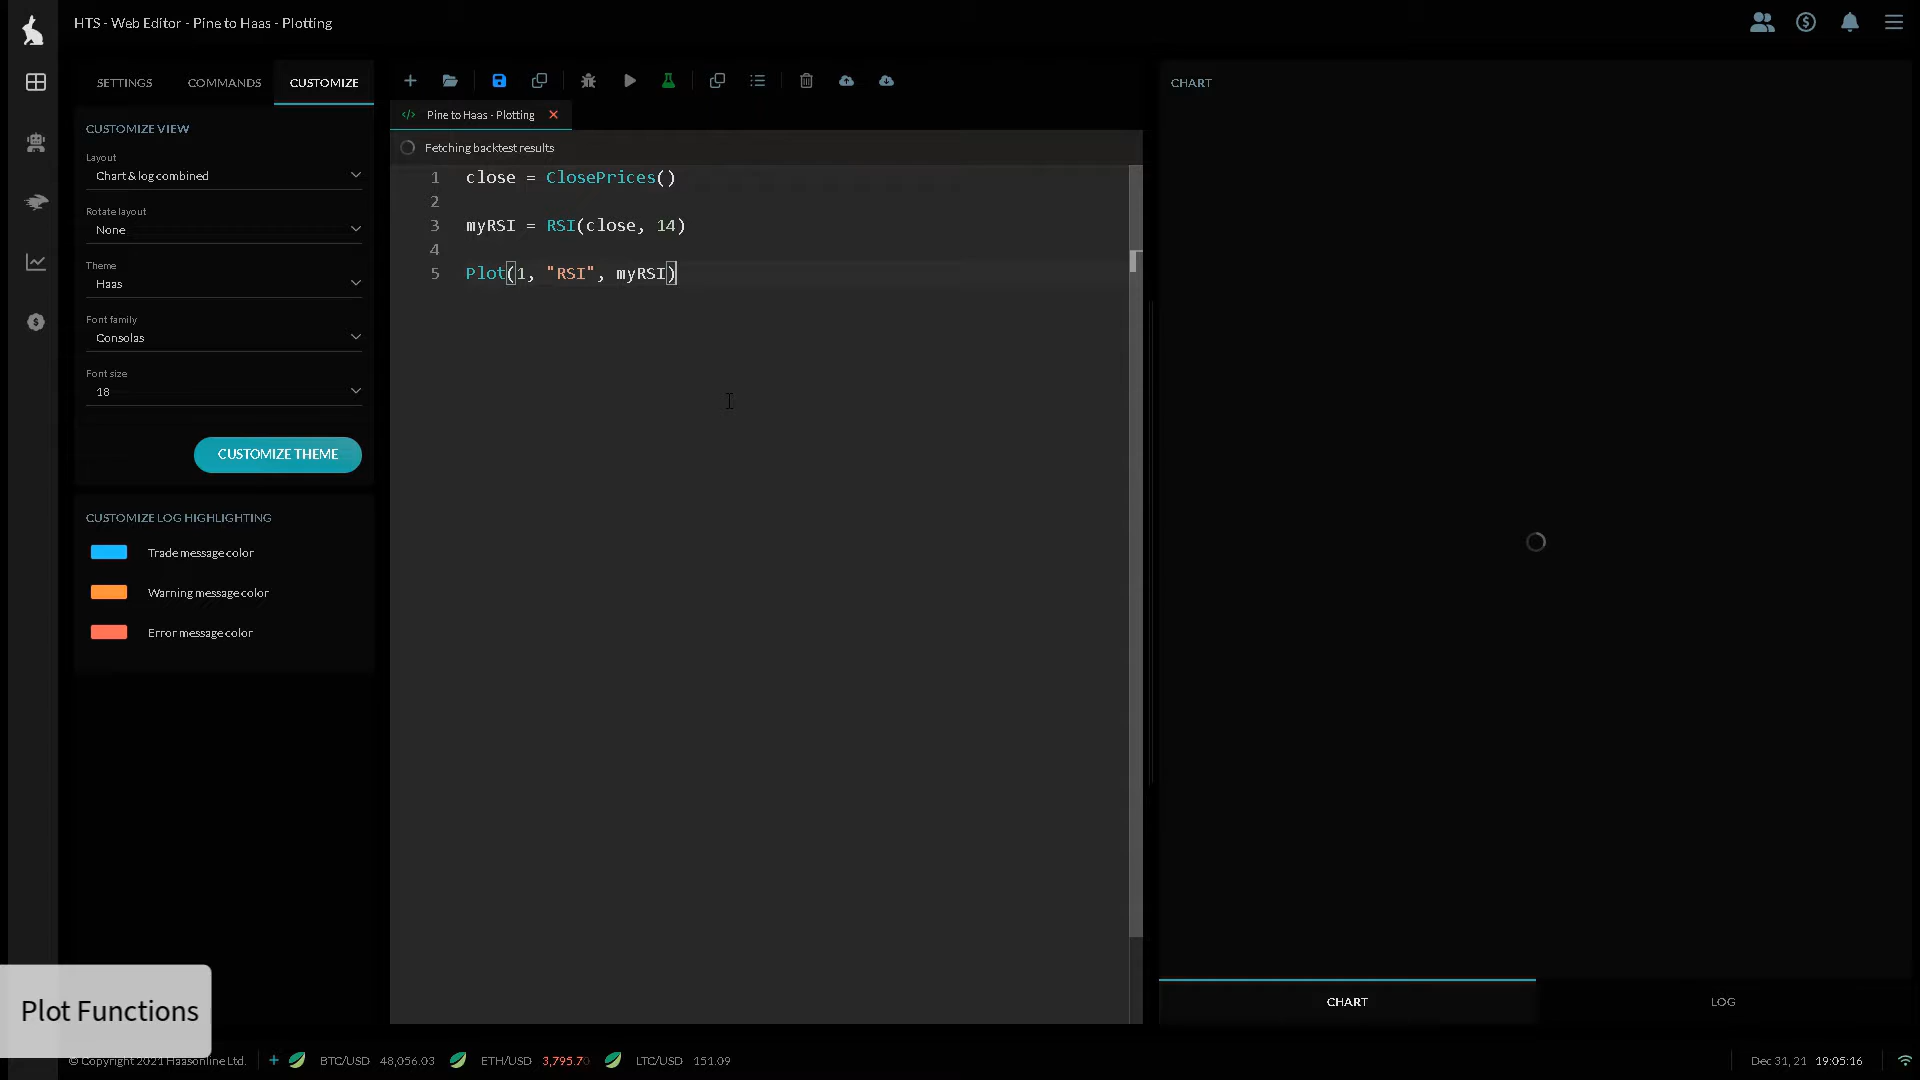 HTS - Web Editor - Pine to Haas - Plotting
SETTINGS
COMMANDS
CUSTOMIZE
CUSTOMIZE VIEW
Layout
Chart & log combined
Rotate layout
None
Theme
Haas
Font family
Consolas
Font size
18
CUSTOMIZE THEME
CUSTOMIZE LOG HIGHLIGHTING
Trade message color
Warning message color
Error message color
Pine to Haas - Plotting
Fetching backtest results
1 close = ClosePrices()
2
3 myRSI = RSI(close, 14)
4
5 Plot(1, "RSI", myRSI)
CHART
CHART
LOG
Plot Functions
© Copyright 2021 Haasonline Ltd.
BTC/USD 48,056.03
ETH/USD 3,795.70
LTC/USD 151.09
Dec 31, 21 19:05:16